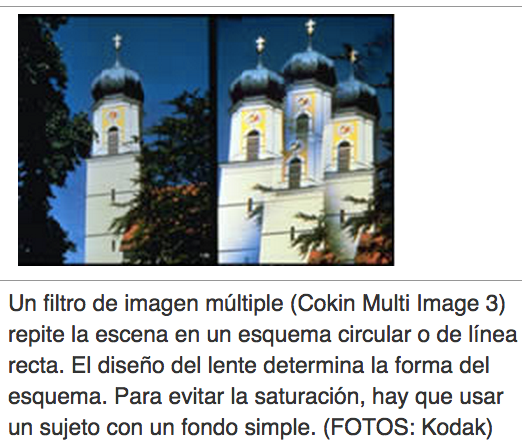 Un filtro de imagen múltiple (Cokin Multi Image 3)
repite la escena en un esquema circular o de línea
recta. El diseño del lente determina la forma del
esquema. Para evitar la saturación, hay que usar
un sujeto con un fondo simple. (FOTOS: Kodak)